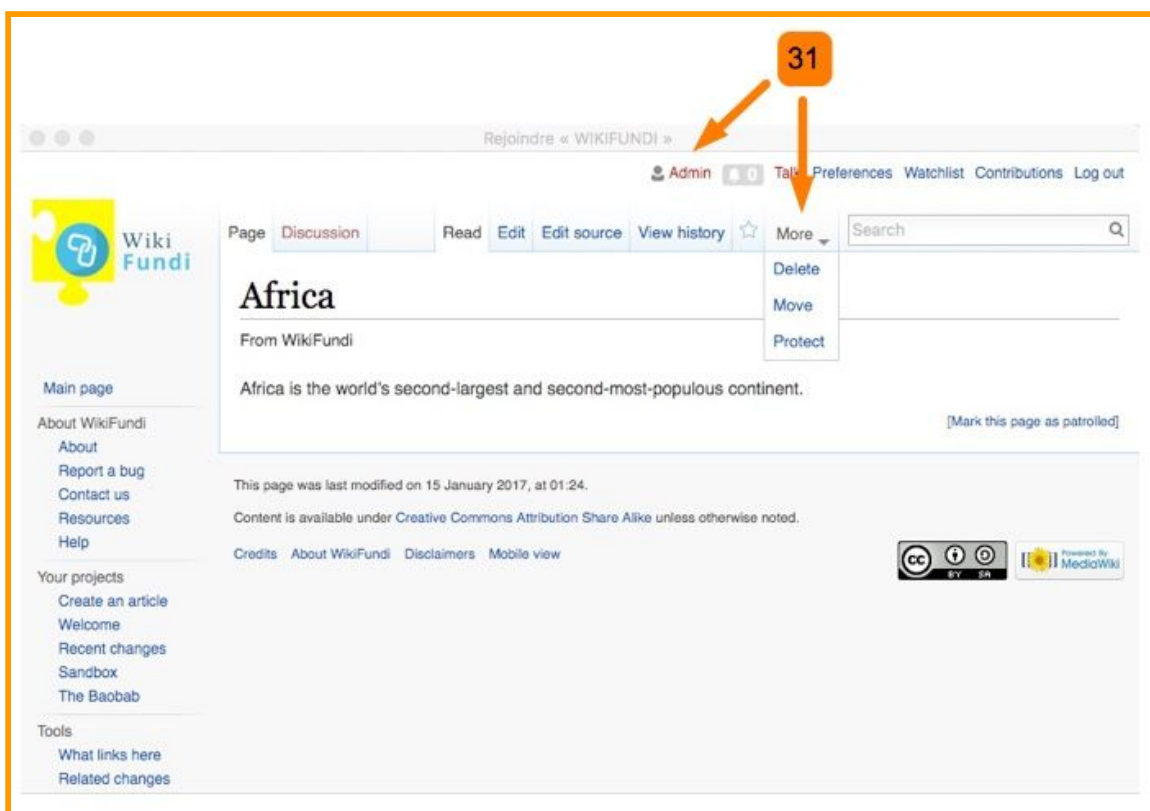 31
Rejoindre « WIKIFUNDI »
Admin 0 Talk Preferences Watchlist Contributions Log out
Wiki
Fundi
Page Discussion Read Edit Edit source View history More Search
Delete
Move
Protect
Africa
From WikiFundi
Africa is the world's second-largest and second-most-populous continent.
[Mark this page as patrolled]
Main page
About WikiFundi
About
Report a bug
Contact us
Resources
Help
Your projects
Create an article
Welcome
Recent changes
Sandbox
The Baobab
Tools
What links here
Related changes
This page was last modified on 15 January 2017, at 01:24.
Content is available under Creative Commons Attribution Share Alike unless otherwise noted.
Credits About WikiFundi Disclaimers Mobile view
cc BY SA
Powered By
MediaWiki